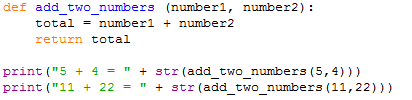 def add_two_numbers (number1, number2):
    total = number1 + number2
    return total
print("5 + 4 = " + str(add_two_numbers(5,4)))
print("11 + 22 = " + str(add_two_numbers(11,22)))